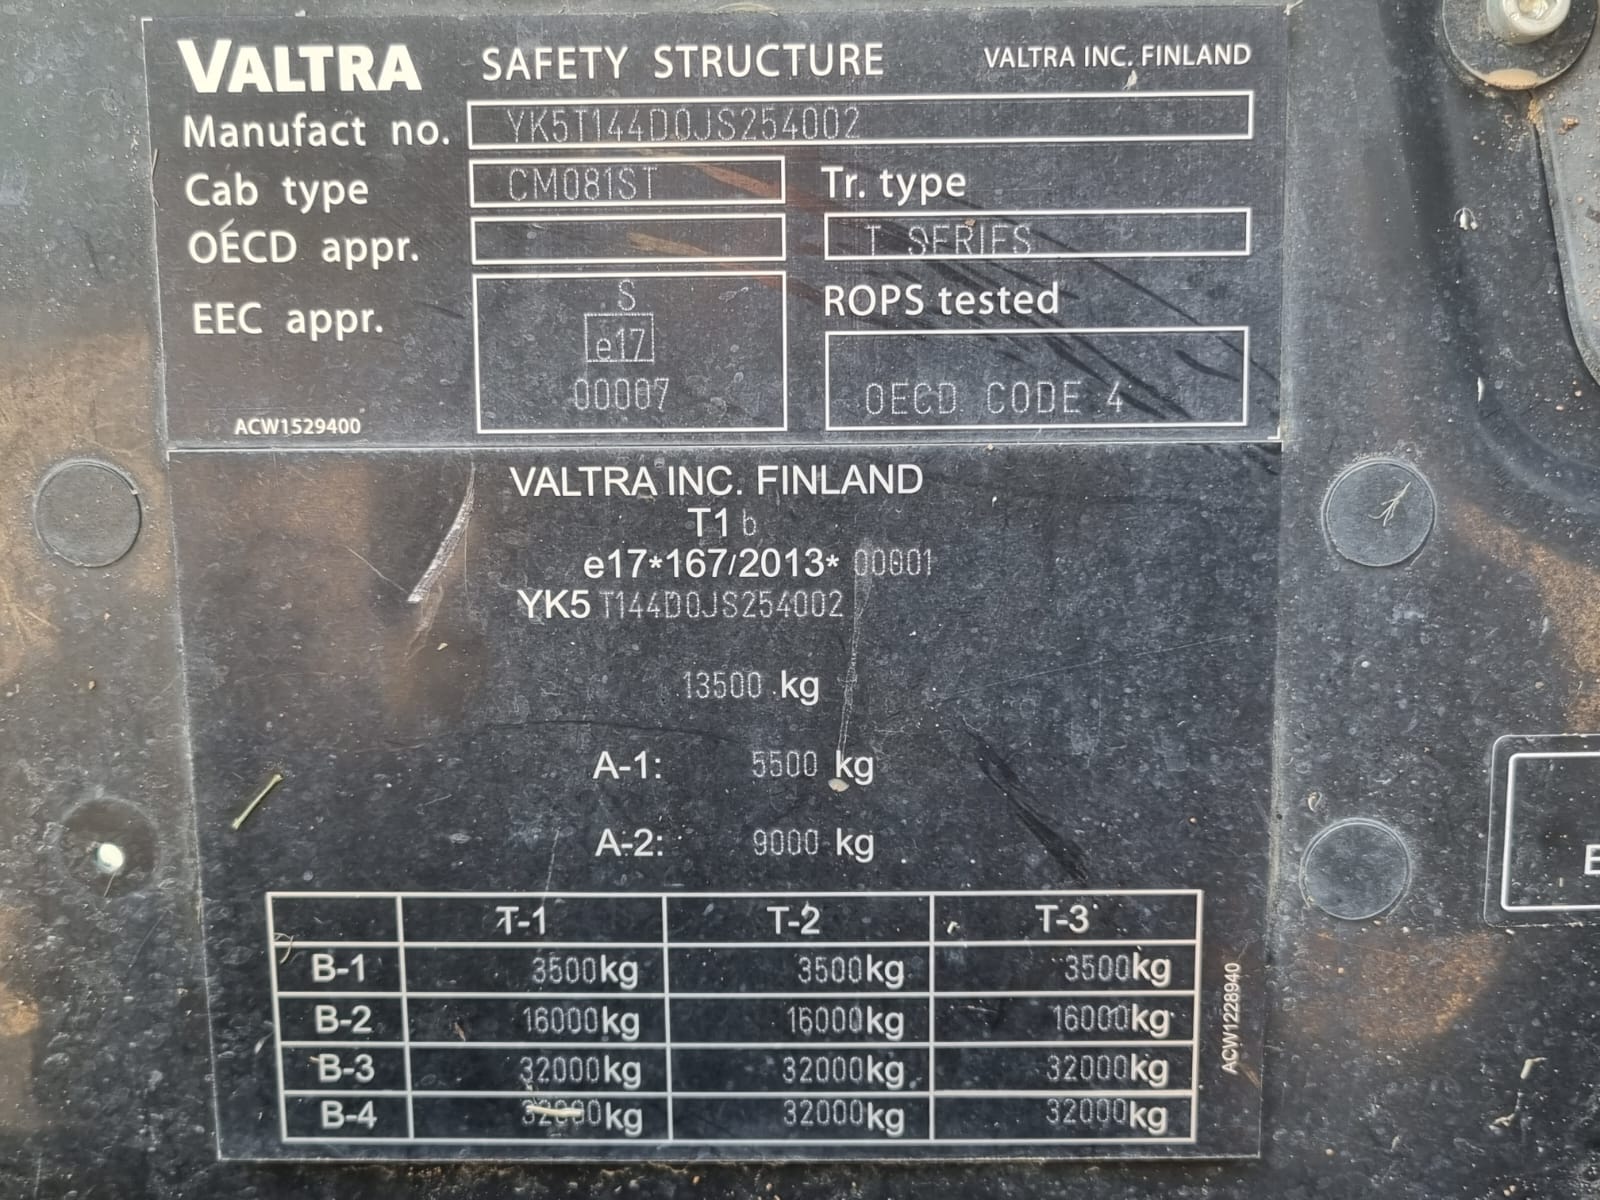 VALTRA SAFETY STRUCTURE VALTRA INC. FINLAND
Manufact no. YK5T144D0JS254002
Cab type CM081ST Tr. type
OÉCD appr. T SERIES
EEC appr. S ROPS tested
e17
00007 OECD CODE 4
ACW1529400
VALTRA INC. FINLAND
T1 b
e17*167/2013* 00001
YK5 T144D0JS254002
13500 kg
A-1: 5500 kg
A-2: 9000 kg
T-1 T-2 T-3
B-1 3500kg 3500kg 3500kg
B-2 16000kg 16000kg 16000kg
B-3 32000kg 32000kg 32000kg
B-4 32000kg 32000kg 32000kg
ACW1228940